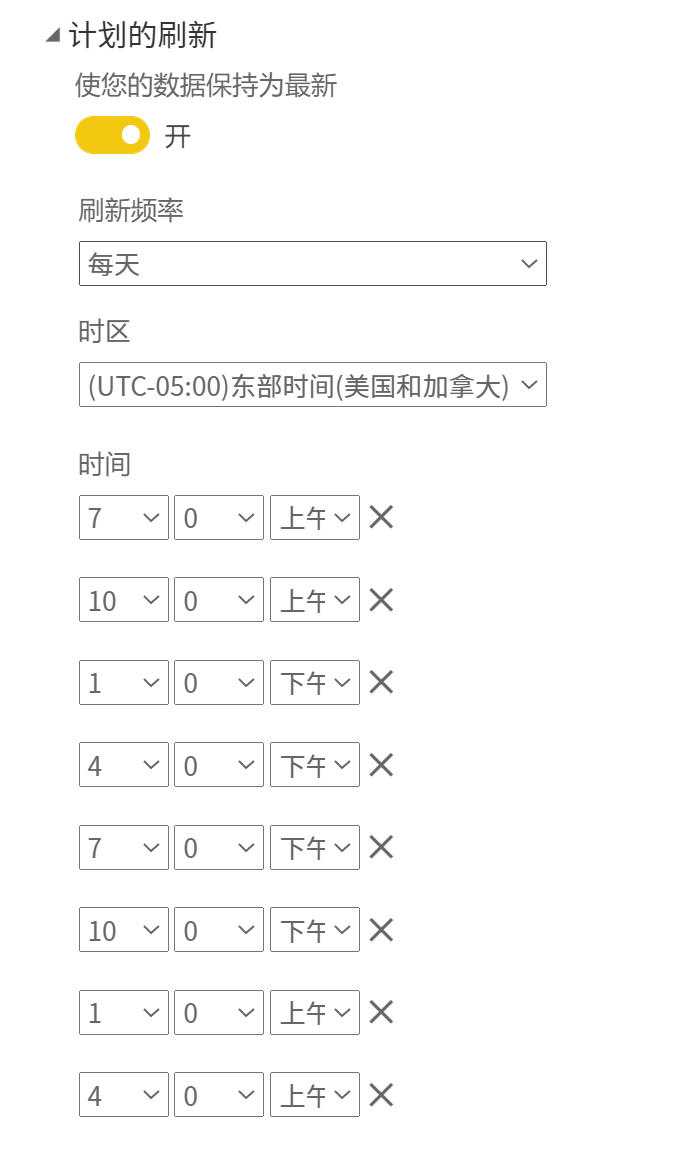 计划的刷新
使您的数据保持为最新
开
刷新频率
每天
时区
(UTC-05:00)东部时间(美国和加拿大)
时间
7 0 上午
10 0 上午
1 0 下午
4 0 下午
7 0 下午
10 0 下午
1 0 上午
4 0 上午